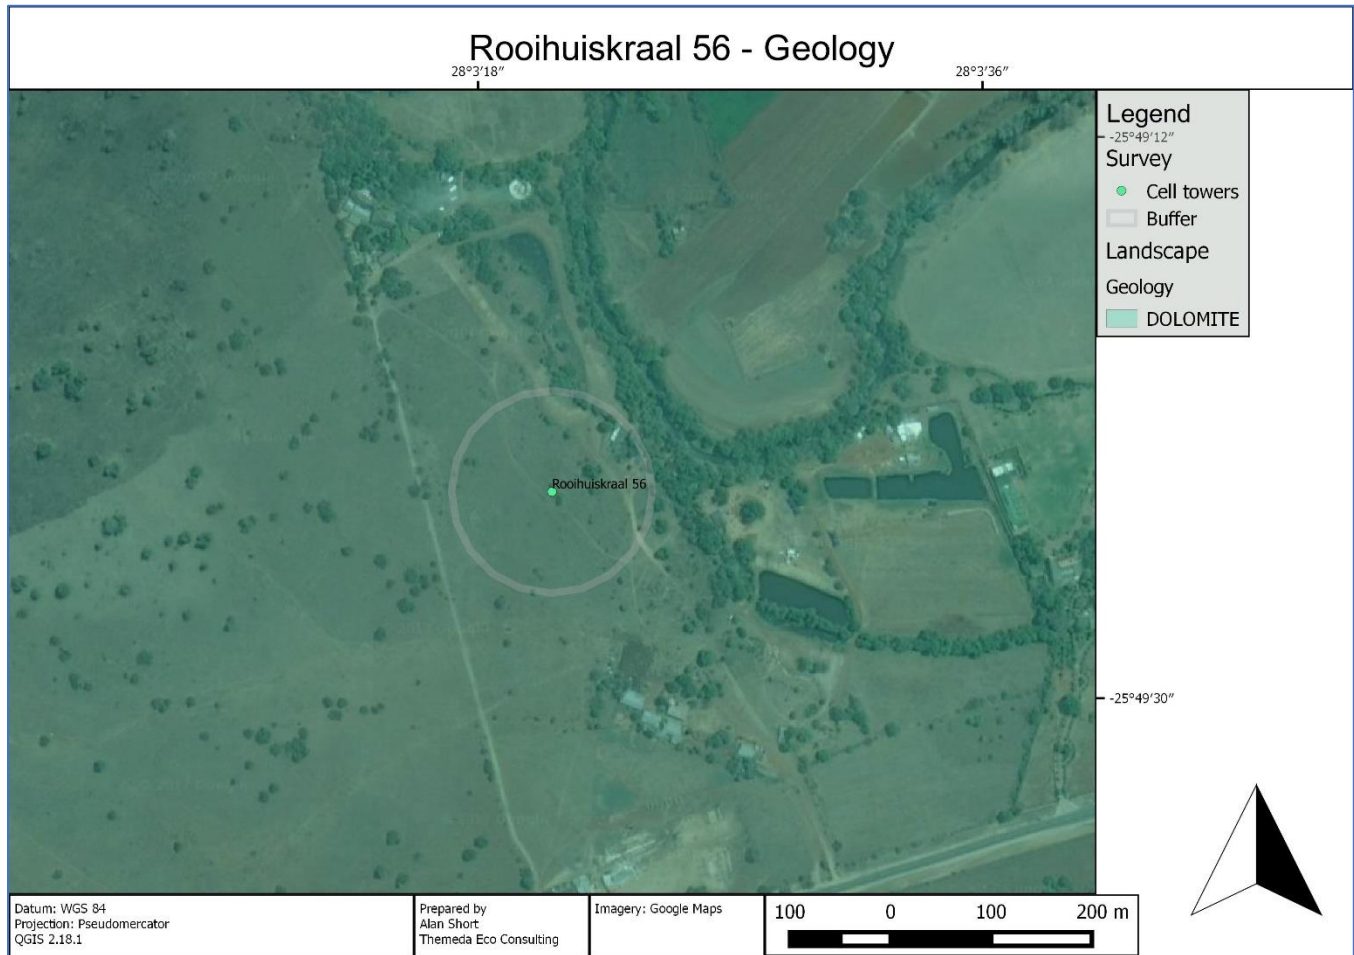 Rooihuiskraal 56 - Geology
28°3'18"
28°3'36"
Legend
-25°49'12"
Survey
Cell towers
Buffer
Landscape
Geology
DOLOMITE
Rooihuiskraal 56
-25°49'30"
Datum: WGS 84
Projection: Pseudomercator
QGIS 2.18.1
Prepared by
Alan Short
Themeda Eco Consulting
Imagery: Google Maps
100 0 100 200 m